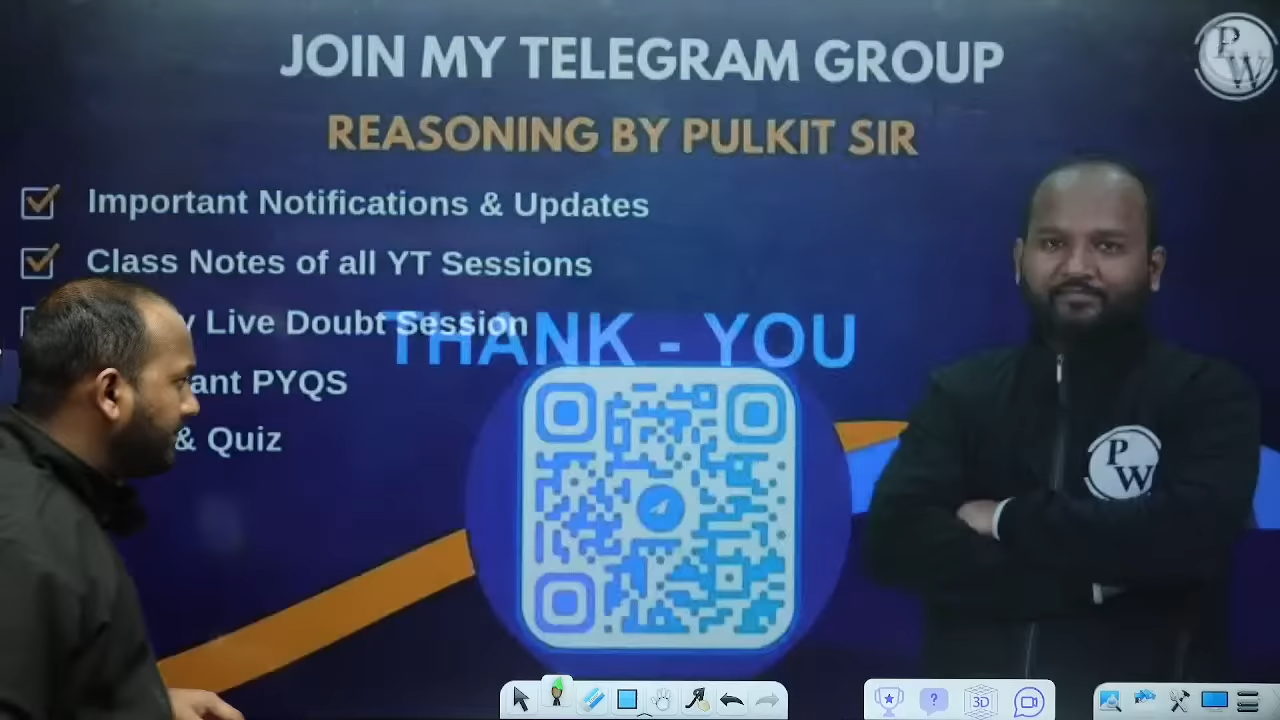 JOIN MY TELEGRAM GROUP
PW
REASONING BY PULKIT SIR
Important Notifications & Updates
Class Notes of all YT Sessions
Live Doubt Session
THANK - YOU
PYQS
& Quiz
PW
?
3D